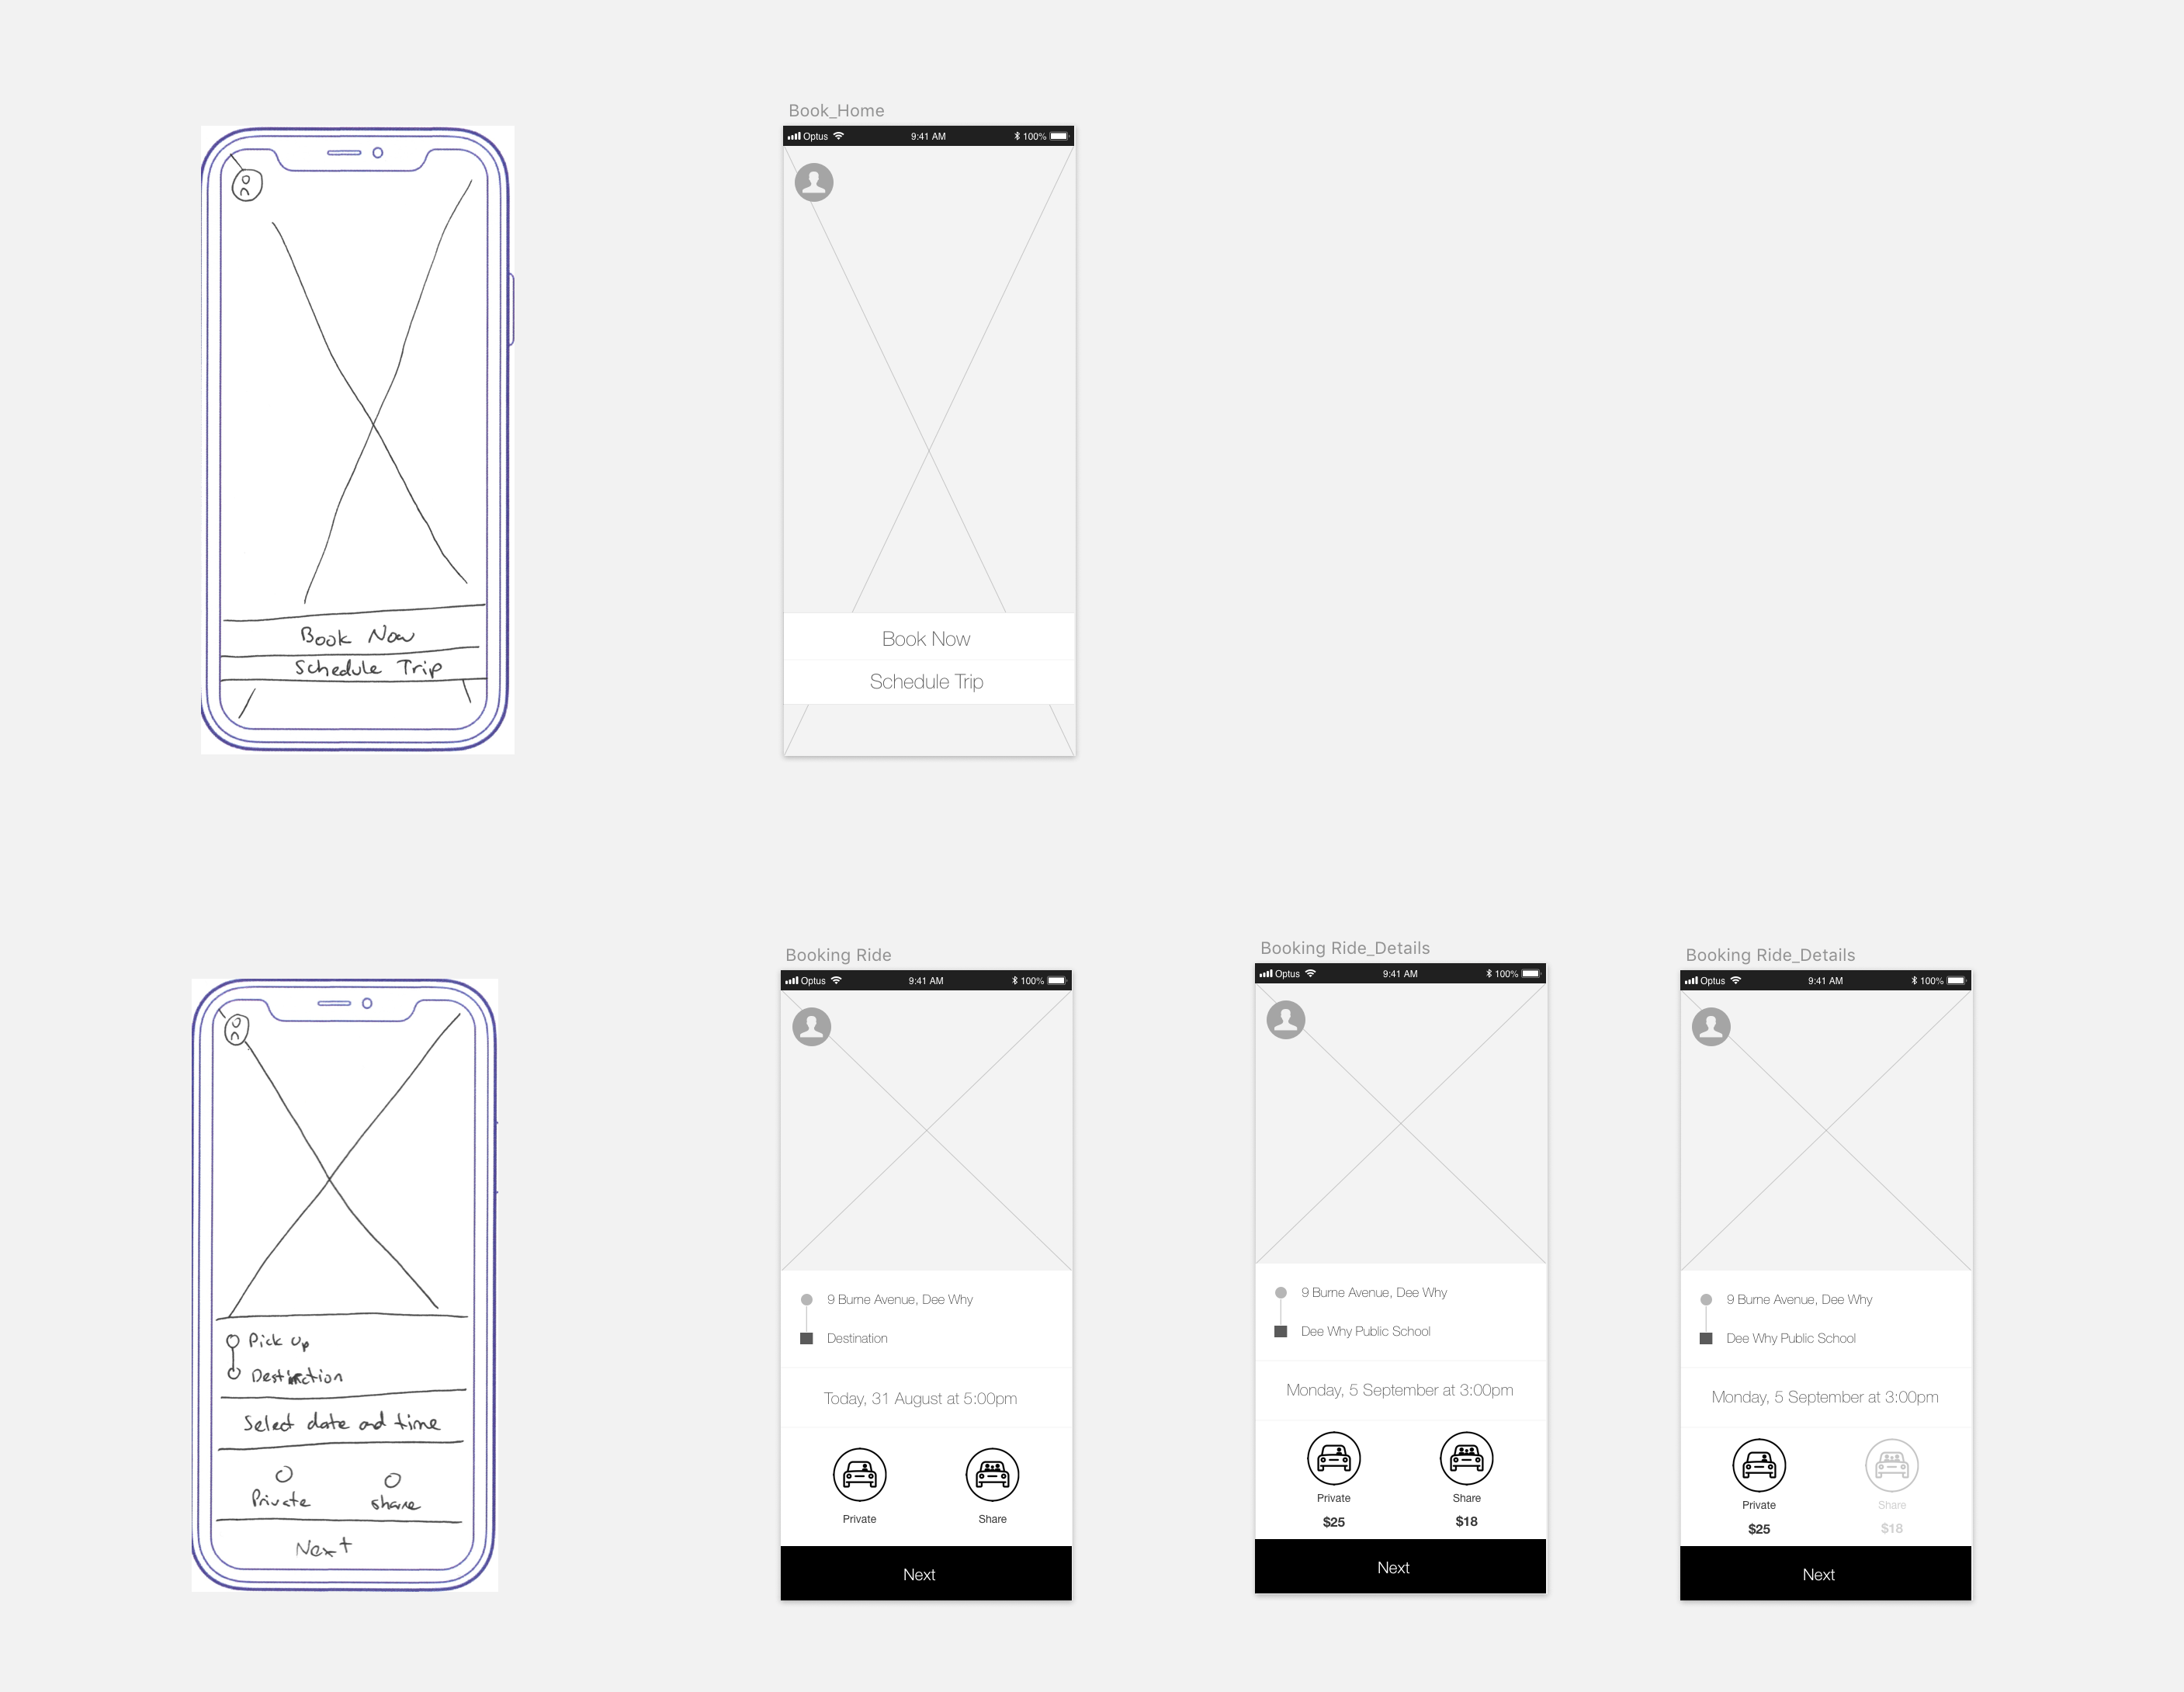 Book Now
Schedule Trip
Book_Home
Optus 9:41 AM 100%
Book Now
Schedule Trip
Pick Up
Destination
Select date and time
Private share
Next
Booking Ride
Optus 9:41 AM 100%
9 Burne Avenue, Dee Why
Destination
Today, 31 August at 5:00pm
Private Share
Next
Booking Ride_Details
Optus 9:41 AM 100%
9 Burne Avenue, Dee Why
Dee Why Public School
Monday, 5 September at 3:00pm
Private Share
$25 $18
Next
Booking Ride_Details
Optus 9:41 AM 100%
9 Burne Avenue, Dee Why
Dee Why Public School
Monday, 5 September at 3:00pm
Private Share
$25 $18
Next